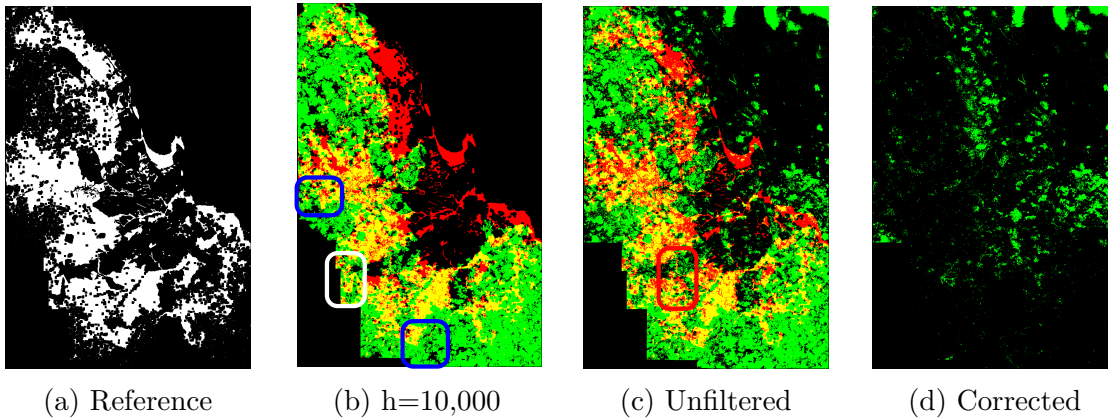 (a) Reference
(b) h=10,000
(c) Unfiltered
(d) Corrected